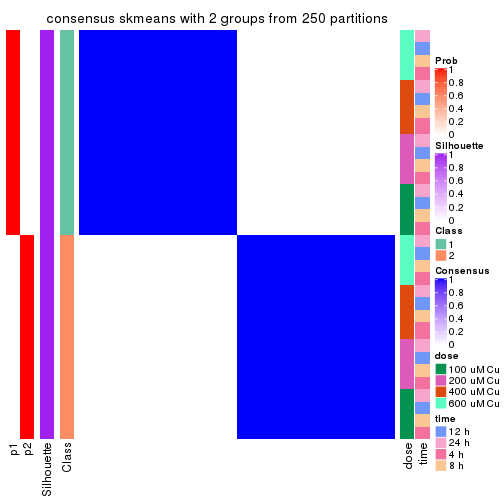 consensus skmeans with 2 groups from 250 partitions
Prob
1
0.8
0.6
0.4
0.2
0
Silhouette
1
0.8
0.6
0.4
0.2
0
Class
1
2
Consensus
1
0.8
0.6
0.4
0.2
0
dose
100 uM Cu
200 uM Cu
400 uM Cu
600 uM Cu
time
12 h
24 h
4 h
8 h
p1
p2
Silhouette
Class
dose
time